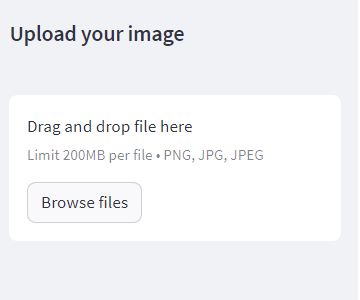 Upload your image
Drag and drop file here
Limit 200MB per file • PNG, JPG, JPEG
Browse files